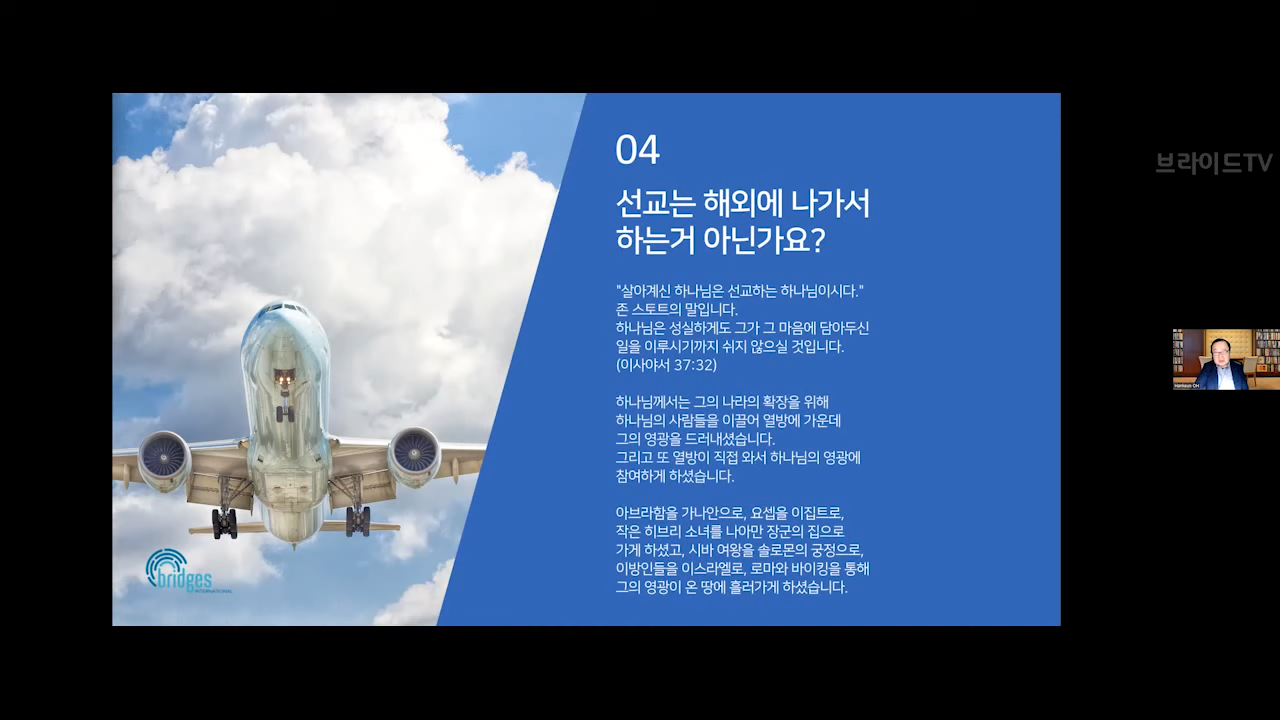 04
선교는 해외에 나가서
하는거 아닌가요?
"살아계신 하나님은 선교하는 하나님이시다."
존 스토트의 말입니다.
하나님은 성실하게도 그가 그 마음에 담아두신
일을 이루시기까지 쉬지 않으실 것입니다.
(이사야서 37:32)
하나님께서는 그의 나라의 확장을 위해
하나님의 사람들을 이끌어 열방에 가운데
그의 영광을 드러내셨습니다.
그리고 또 열방이 직접 와서 하나님의 영광에
참여하게 하셨습니다.
아브라함을 가나안으로, 요셉을 이집트로,
작은 히브리 소녀를 나아만 장군의 집으로
가게 하셨고, 시바 여왕을 솔로몬의 궁정으로,
이방인들을 이스라엘로, 로마와 바이킹을 통해
그의 영광이 온 땅에 흘러가게 하셨습니다.
bridges
INTERNATIONAL
브라이드TV